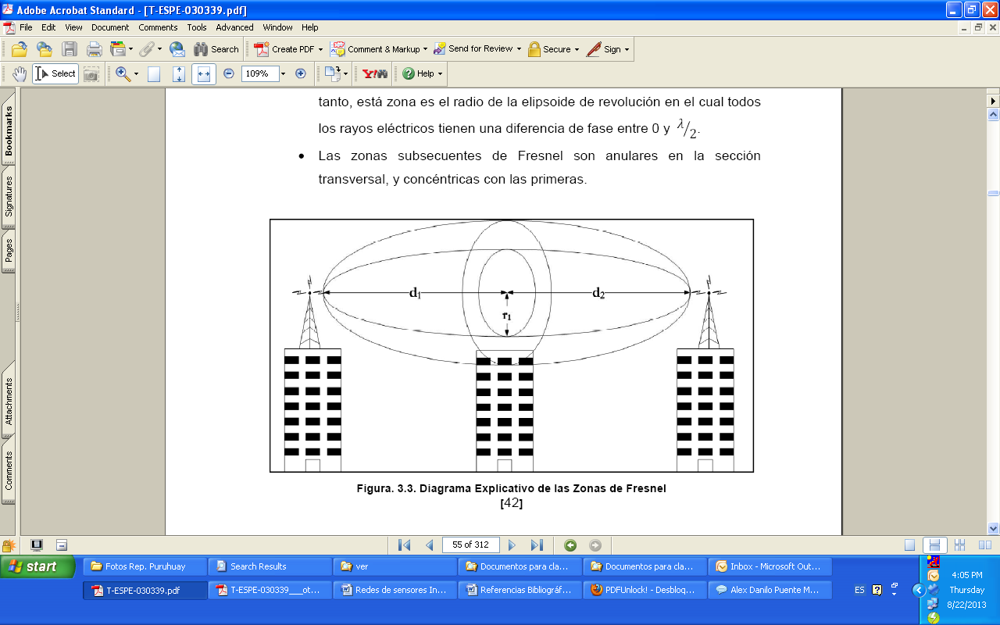 Adobe Acrobat Standard - [T-ESPE-030339.pdf]
File Edit View Document Comments Tools Advanced Window Help
Search Create PDF Comment & Markup Send for Review Secure Sign
Select 109% Y! Help
tanto, está zona es el radio de la elipsoide de revolución en el cual todos
los rayos eléctricos tienen una diferencia de fase entre 0 y λ/2.
• Las zonas subsecuentes de Fresnel son anulares en la sección
transversal, y concéntricas con las primeras.
d1 d2
r1
Figura. 3.3. Diagrama Explicativo de las Zonas de Fresnel
[42]
Bookmarks
Signatures
Pages
Attachments
Comments
55 of 312
start
Fotos Rep. Puruhuay
Search Results
ver
Documentos para cla...
Documentos para cla...
Inbox - Microsoft Out...
T-ESPE-030339.pdf
T-ESPE-030339___ot...
Redes de sensores In...
Referencias Bibliográf...
PDFUnlock! - Desbloq...
Alex Danilo Puente M...
ES
4:05 PM
Thursday
8/22/2013